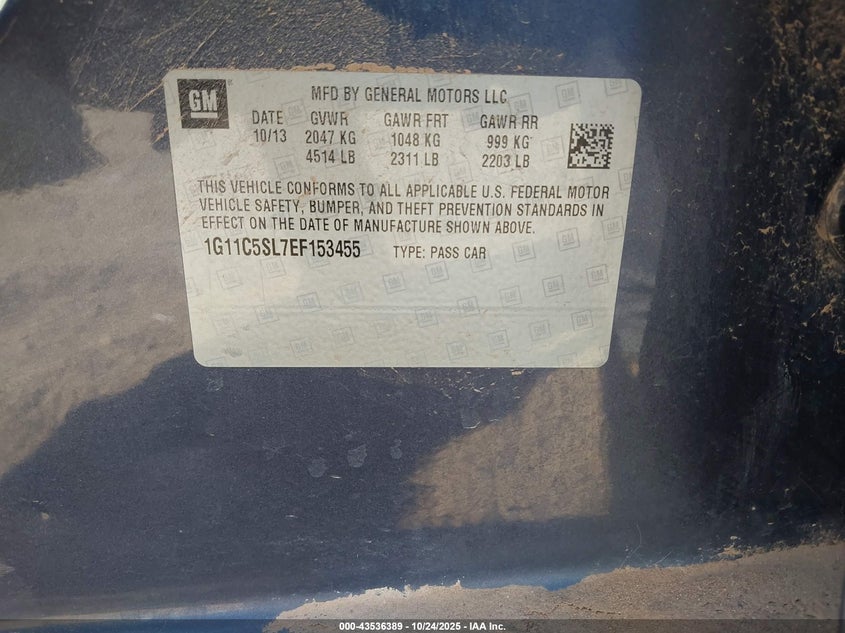 GM
MFD BY GENERAL MOTORS LLC
DATE GVWR GAWR FRT GAWR RR
10/13 2047 KG 1048 KG 999 KG
4514 LB 2311 LB 2203 LB
THIS VEHICLE CONFORMS TO ALL APPLICABLE U.S. FEDERAL MOTOR
VEHICLE SAFETY, BUMPER, AND THEFT PREVENTION STANDARDS IN
EFFECT ON THE DATE OF MANUFACTURE SHOWN ABOVE.
1G11C5SL7EF153455 TYPE: PASS CAR
000-43536389 - 10/24/2025 - IAA Inc.